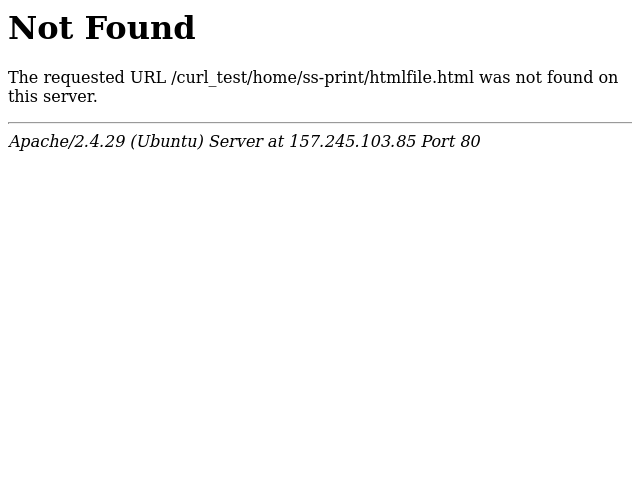 Not Found
The requested URL /curl_test/home/ss-print/htmlfile.html was not found on
this server.
Apache/2.4.29 (Ubuntu) Server at 157.245.103.85 Port 80